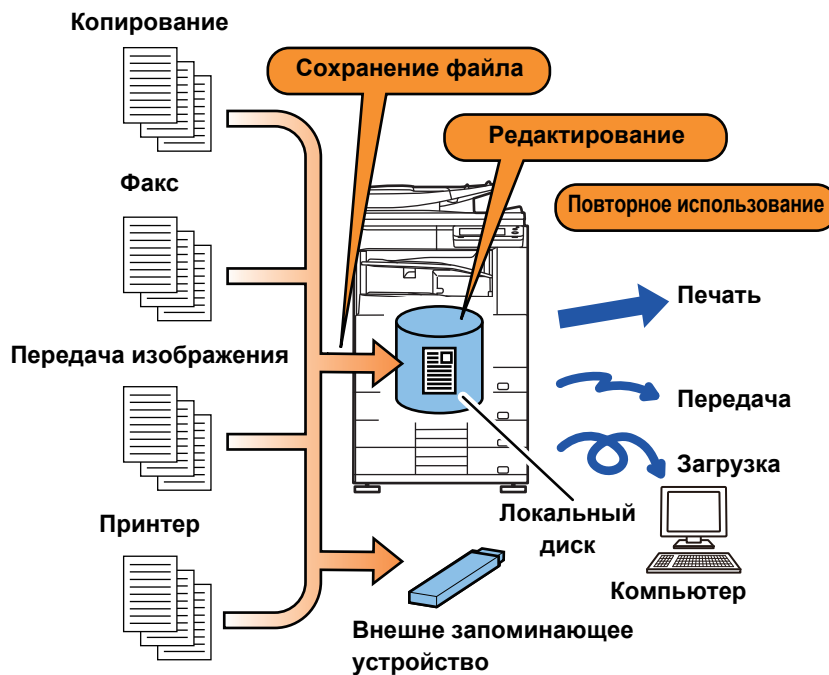 Копирование
Сохранение файла
Редактирование
Факс
Повторное использование
Печать
Передача изображения
Передача
Загрузка
Принтер
Локальный
диск
Компьютер
Внешне запоминающее
устройство